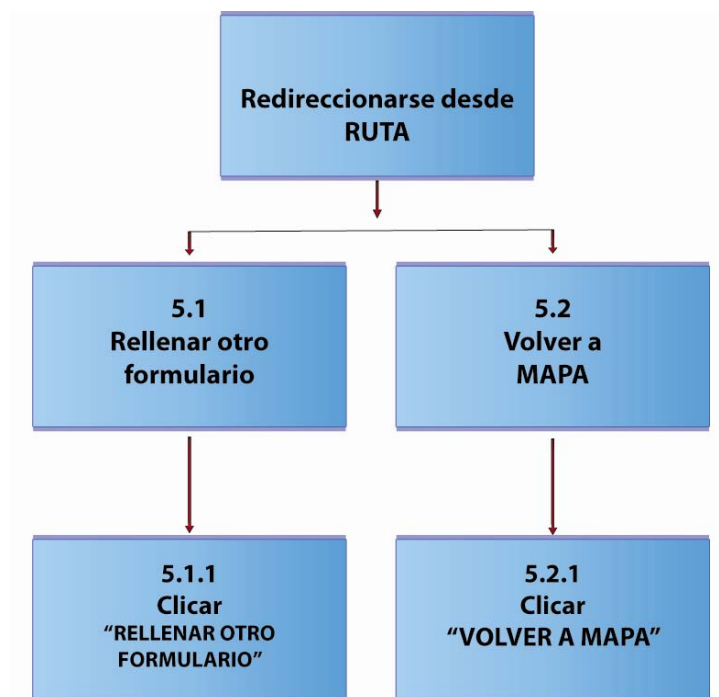 Redireccionarse desde
RUTA
5.1
Rellenar otro
formulario
5.2
Volver a
MAPA
5.1.1
Clicar
“RELLENAR OTRO
FORMULARIO”
5.2.1
Clicar
“VOLVER A MAPA”